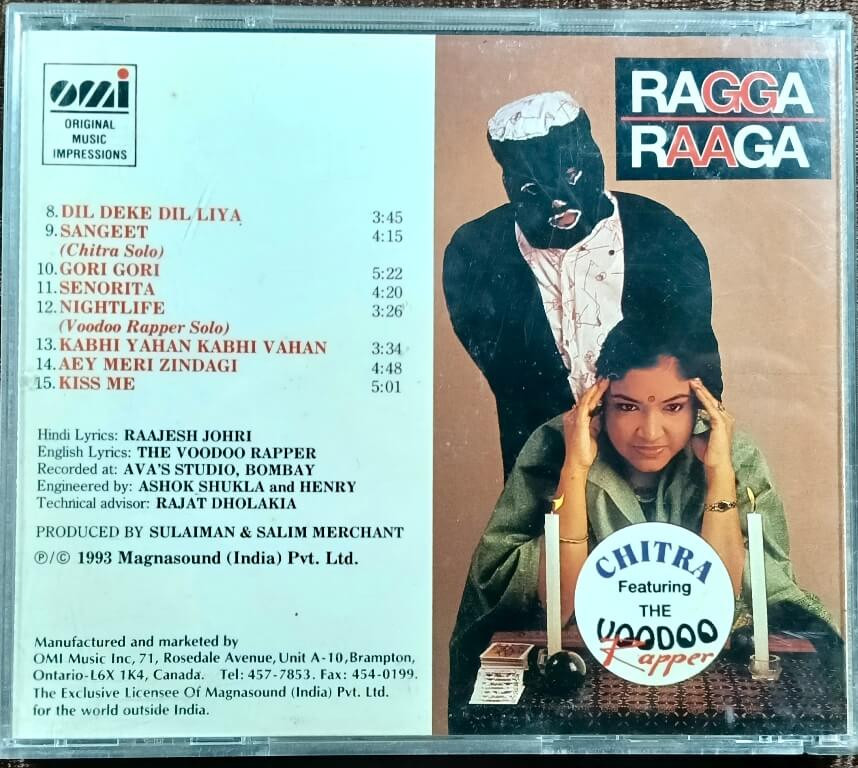 omi
ORIGINAL
MUSIC
IMPRESSIONS
8. DIL DEKE DIL LIYA 3:45
9. SANGEET 4:15
(Chitra Solo)
10. GORI GORI 5:22
11. SENORITA 4:20
12. NIGHTLIFE 3:26
(Voodoo Rapper Solo)
13. KABHI YAHAN KABHI VAHAN 3:34
14. AEY MERI ZINDAGI 4:48
15. KISS ME 5:01
Hindi Lyrics: RAAJESH JOHRI
English Lyrics: THE VOODOO RAPPER
Recorded at: AVA'S STUDIO, BOMBAY
Engineered by: ASHOK SHUKLA and HENRY
Technical advisor: RAJAT DHOLAKIA
PRODUCED BY SULAIMAN & SALIM MERCHANT
℗/© 1993 Magnasound (India) Pvt. Ltd.
Manufactured and marketed by
OMI Music Inc, 71, Rosedale Avenue, Unit A-10, Brampton,
Ontario-L6X 1K4, Canada. Tel: 457-7853. Fax: 454-0199.
The Exclusive Licensee Of Magnasound (India) Pvt. Ltd.
for the world outside India.
RAGGA
RAAGA
CHITRA
Featuring
THE
VOODOO
Rapper